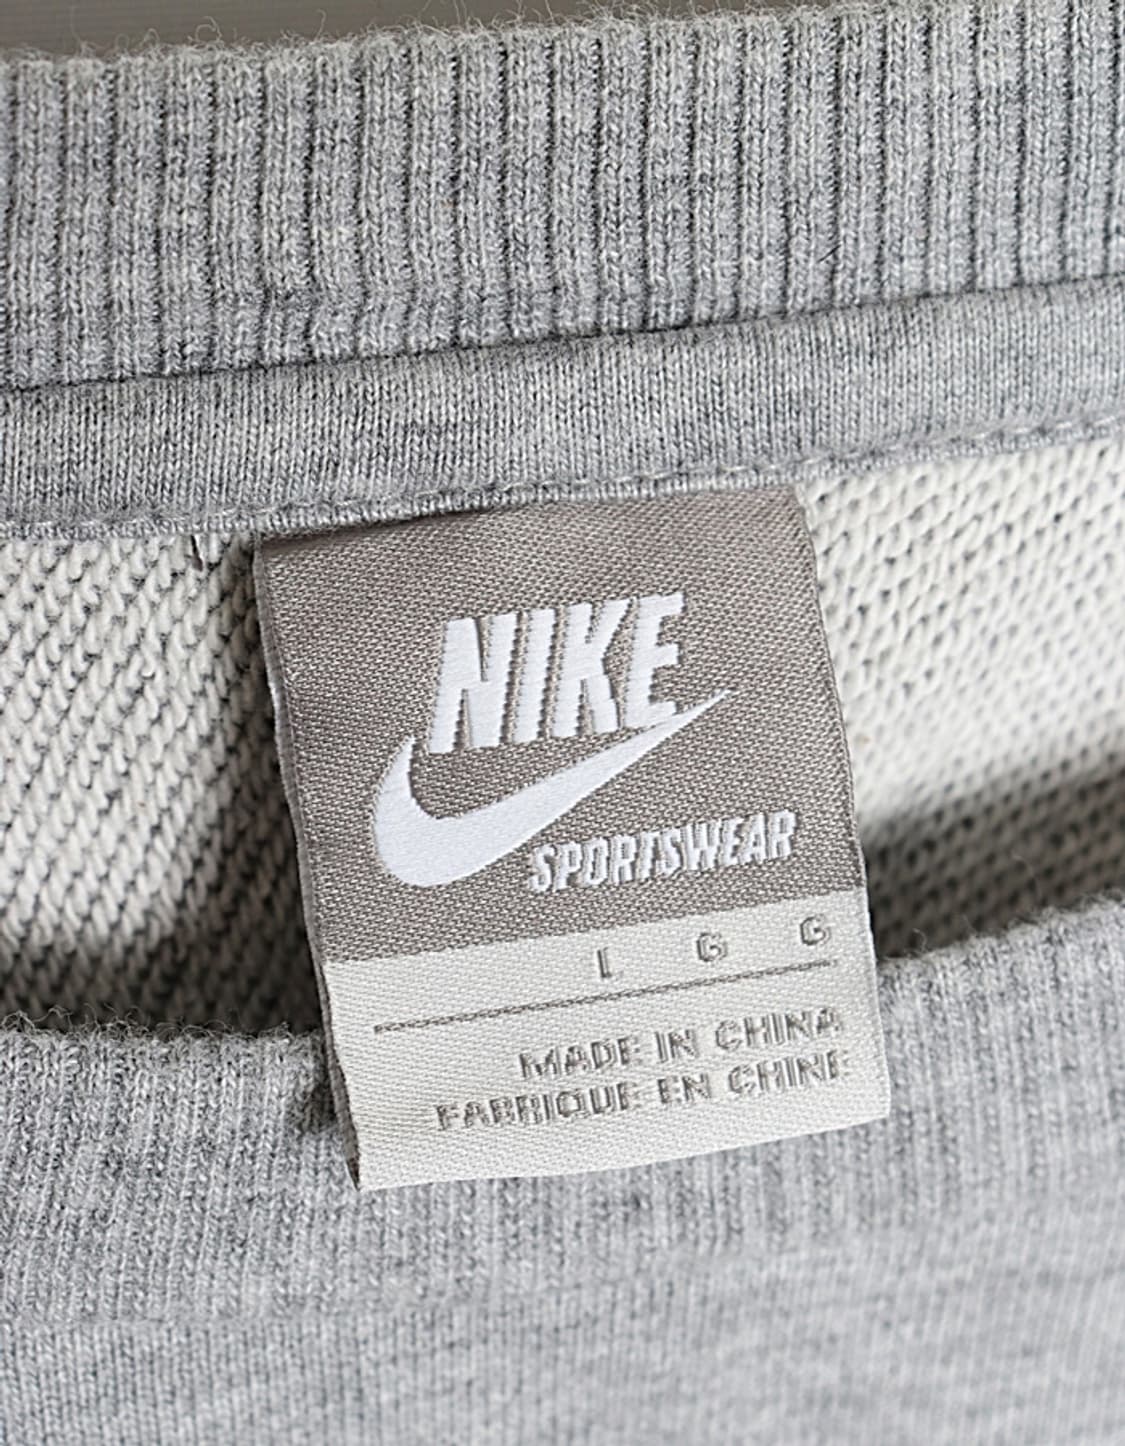 NIKE
SPORTSWEAR
L G G
MADE IN CHINA
FABRIQUE EN CHINE